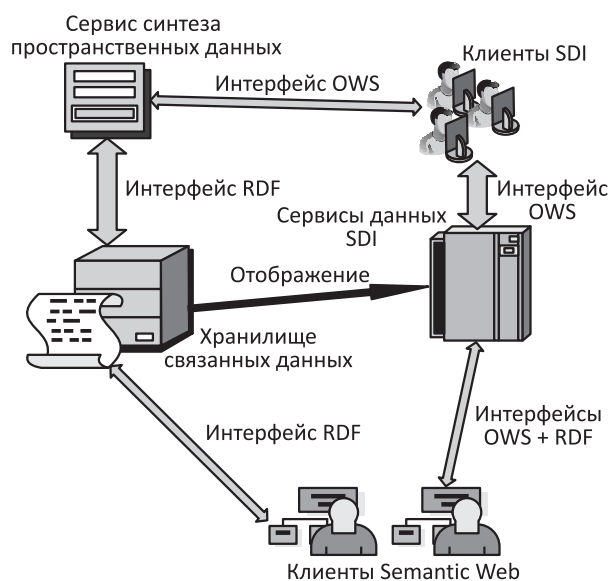 Сервис синтеза
пространственных данных
Клиенты SDI
Интерфейс OWS
Интерфейс RDF
Интерфейс
OWS
Сервисы данных
SDI
Отображение
Хранилище
связанных данных
Интерфейс RDF
Интерфейсы
OWS + RDF
Клиенты Semantic Web